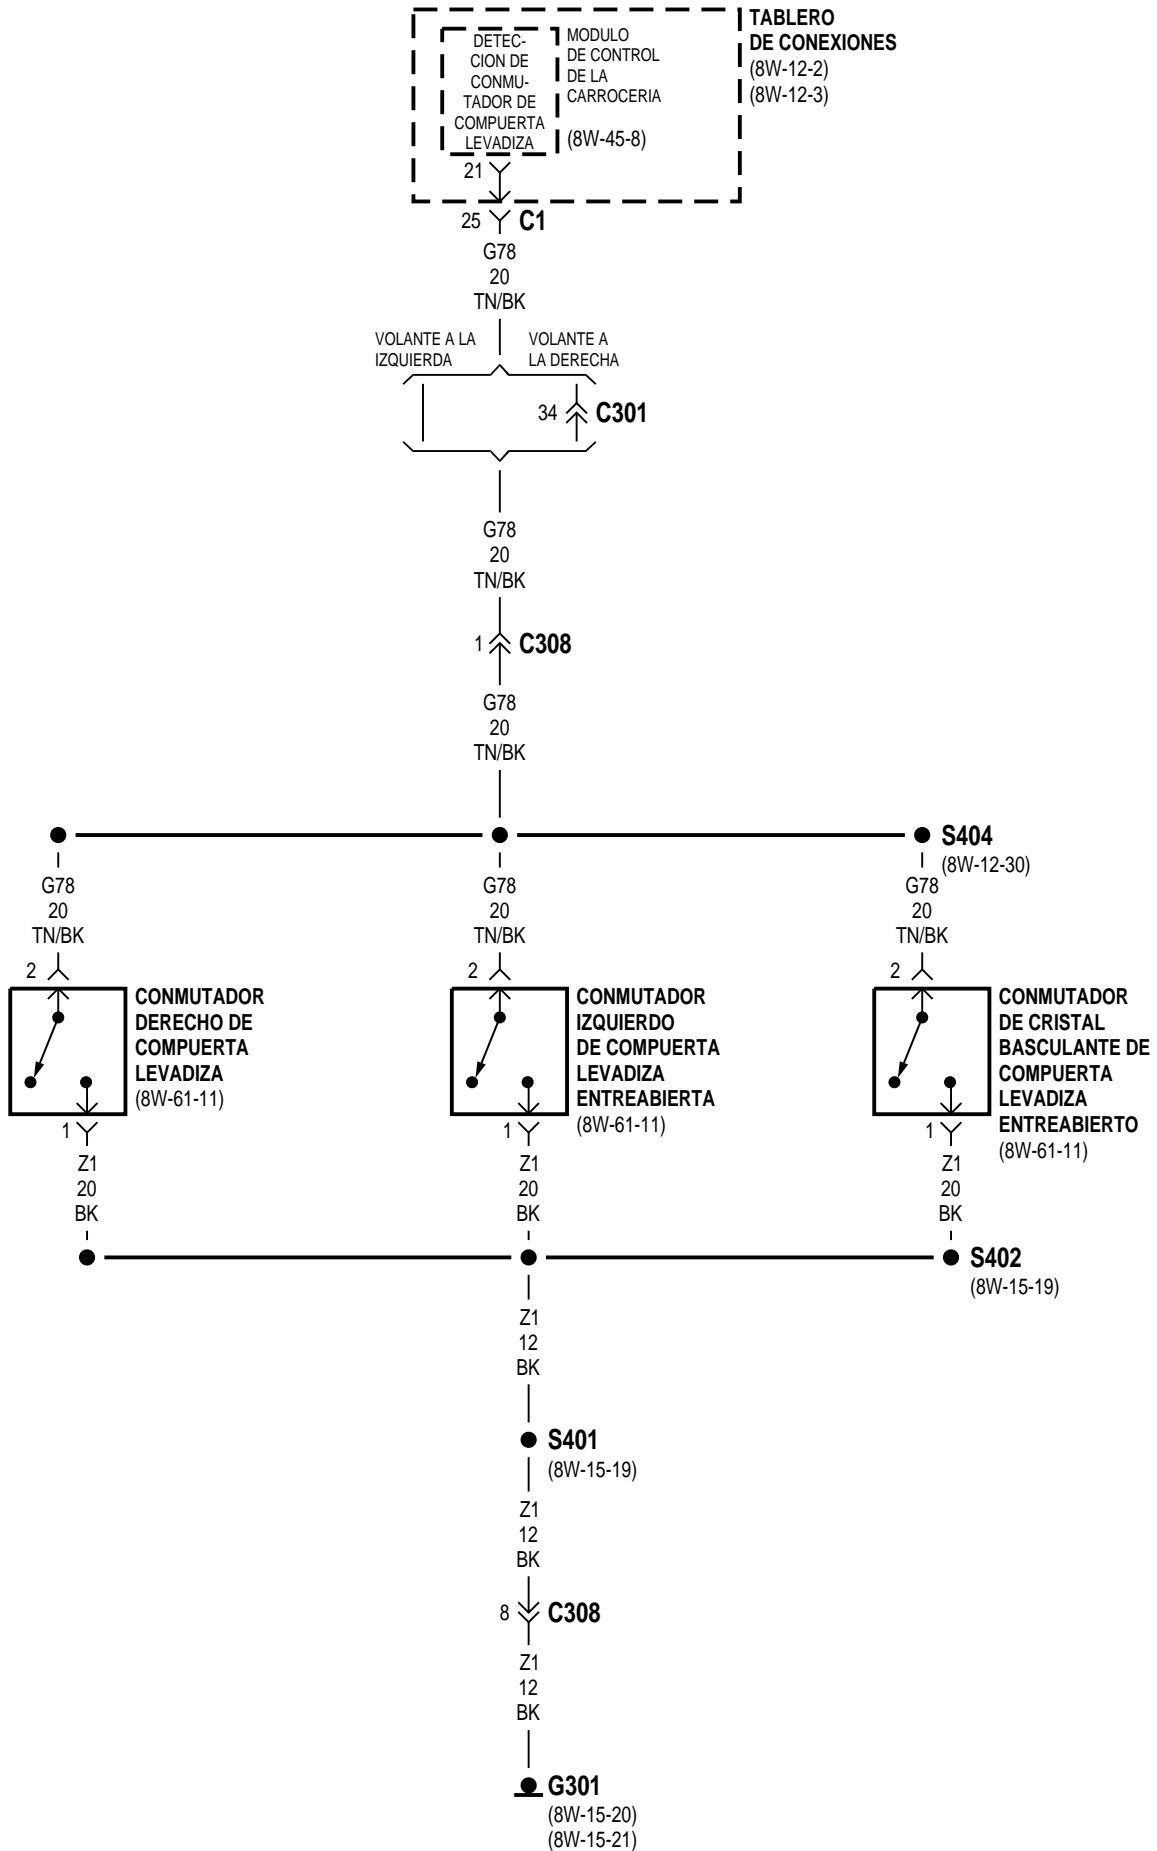 TABLERO
DE CONEXIONES
(8W-12-2)
(8W-12-3)
DETEC-
CION DE
CONMU-
TADOR DE
COMPUERTA
LEVADIZA
MODULO
DE CONTROL
DE LA
CARROCERIA
(8W-45-8)
21
25 C1
G78
20
TN/BK
VOLANTE A LA
IZQUIERDA
VOLANTE A
LA DERECHA
34 C301
G78
20
TN/BK
1 C308
G78
20
TN/BK
S404
(8W-12-30)
G78
20
TN/BK
2
G78
20
TN/BK
2
G78
20
TN/BK
2
CONMUTADOR
DERECHO DE
COMPUERTA
LEVADIZA
(8W-61-11)
CONMUTADOR
IZQUIERDO
DE COMPUERTA
LEVADIZA
ENTREABIERTA
(8W-61-11)
CONMUTADOR
DE CRISTAL
BASCULANTE DE
COMPUERTA
LEVADIZA
ENTREABIERTO
(8W-61-11)
1
Z1
20
BK
1
Z1
20
BK
1
Z1
20
BK
S402
(8W-15-19)
Z1
12
BK
S401
(8W-15-19)
Z1
12
BK
8 C308
Z1
12
BK
G301
(8W-15-20)
(8W-15-21)